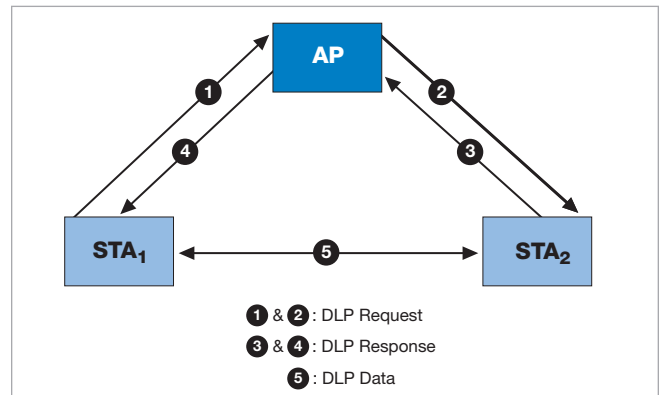 AP
1
2
4
3
STA₁
5
STA₂
1 & 2 : DLP Request
3 & 4 : DLP Response
5 : DLP Data